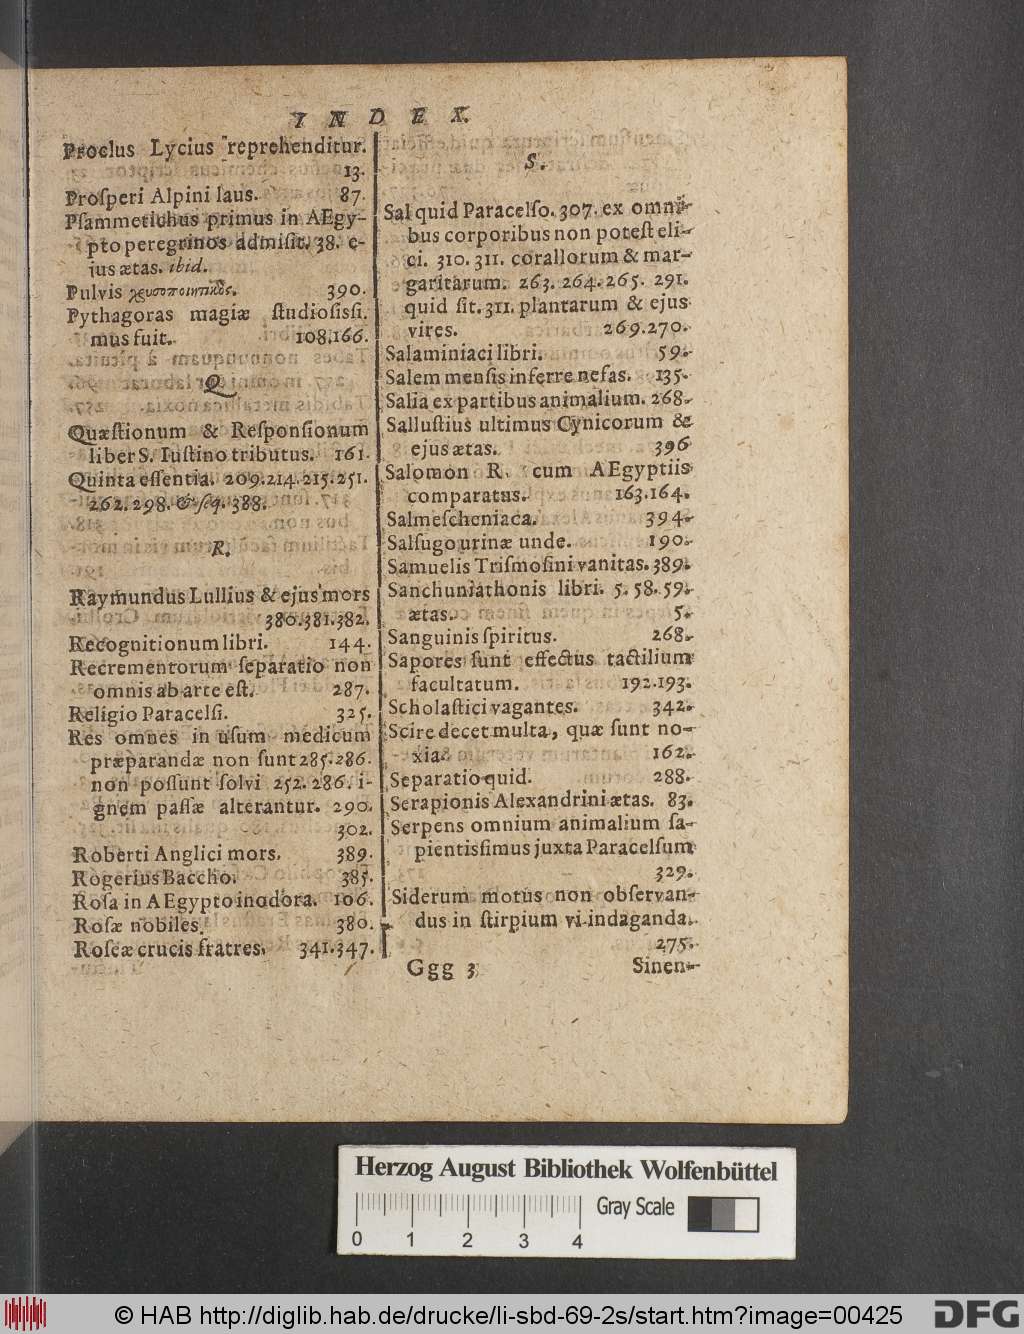 INDEX.
Proclus Lycius reprehenditur.
13.
Proſperi Alpini laus. 87.
Pſammetichus primus in AEgy-
pto peregrinos admiſit. 38. e-
jus ætas. ibid.
Pulvis χρυσοποιητικὸς. 390.
Pythagoras magiæ ſtudioſisſi.
mus fuit. 108.166.
Q
Quæſtionum & Reſponſionum
liber S. Iuſtino tributus. 161.
Quinta eſſentia. 209.214.215.251.
262.298. & ſeq. 388.
R.
Raymundus Lullius & ejus mors
380.381.382.
Recognitionum libri. 144.
Recrementorum ſeparatio non
omnis ab arte eſt. 287.
Religio Paracelſi. 325.
Res omnes in uſum medicum
præparandæ non ſunt 285.286.
non poſſunt ſolvi 252.286. i-
gnem paſſæ alterantur. 290.
302.
Roberti Anglici mors. 389.
Rogerius Baccho. 385.
Roſa in AEgypto inodora. 106.
Roſæ nobiles. 380.
Roſeæ crucis fratres. 341.347.
S.
Sal quid Paracelſo. 307. ex omni-
bus corporibus non poteſt eli-
ci. 310. 311. corallorum & mar-
garitarum. 263. 264. 265. 291.
quid ſit. 311. plantarum & ejus
vires. 269.270.
Salaminiaci libri. 59.
Salem menſis inferre nefas. 135.
Salia ex partibus animalium. 268.
Salluſtius ultimus Cynicorum &
ejus ætas. 396
Salomon R. cum AEgyptiis
comparatus. 163.164.
Salmeſcheniaca. 394.
Salſugo urinæ unde. 190.
Samuelis Triſmoſini vanitas. 389.
Sanchuniathonis libri. 5. 58. 59.
ætas. 5.
Sanguinis ſpiritus. 268.
Sapores ſunt effectus tactilium
facultatum. 192.193.
Scholaſtici vagantes. 342.
Scire decet multa, quæ ſunt no-
xia. 162.
Separatio quid. 288.
Serapionis Alexandrini ætas. 83.
Serpens omnium animalium ſa-
pientisſimus juxta Paracelſum
329.
Siderum motus non obſervan-
dus in ſtirpium vi indaganda.
275.
Ggg 3 Sinen-
Herzog August Bibliothek Wolfenbüttel
Gray Scale
0 1 2 3 4
© HAB http://diglib.hab.de/drucke/li-sbd-69-2s/start.htm?image=00425
DFG